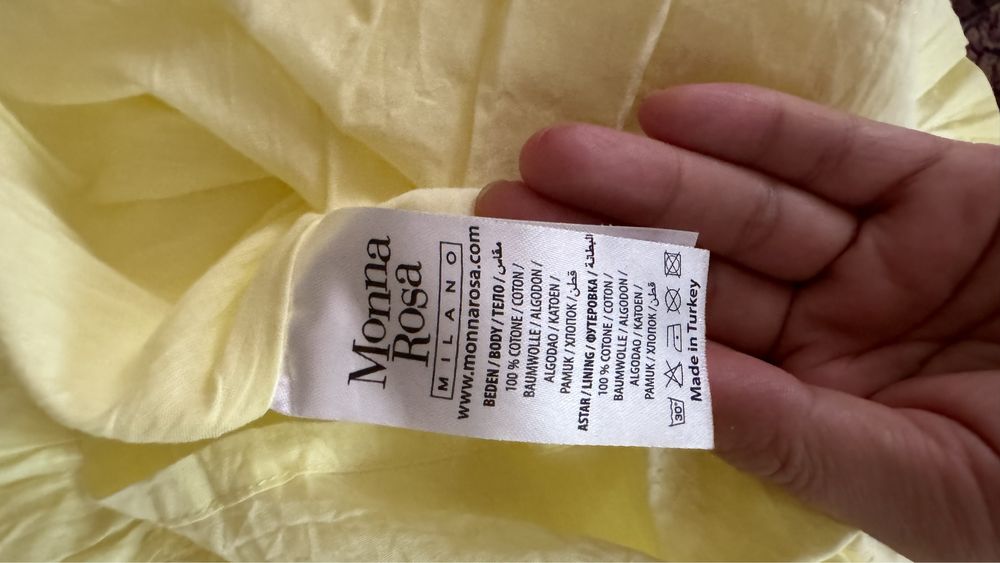 Monna
Rosa
MILANO
www.monnarosa.com
BEDEN / BODY / ТЕЛО / مقاس
100 % COTONE / COTON /
BAUMWOLLE / ALGODON /
ALGODAO / KATOEN /
PAMUK / ХЛОПОК / قطن
ASTAR / LINING / ФУТЕРОВКА / البطانة
100 % COTONE / COTON /
BAUMWOLLE / ALGODON /
ALGODAO / KATOEN /
PAMUK / ХЛОПОК / قطن
30°
Made in Turkey